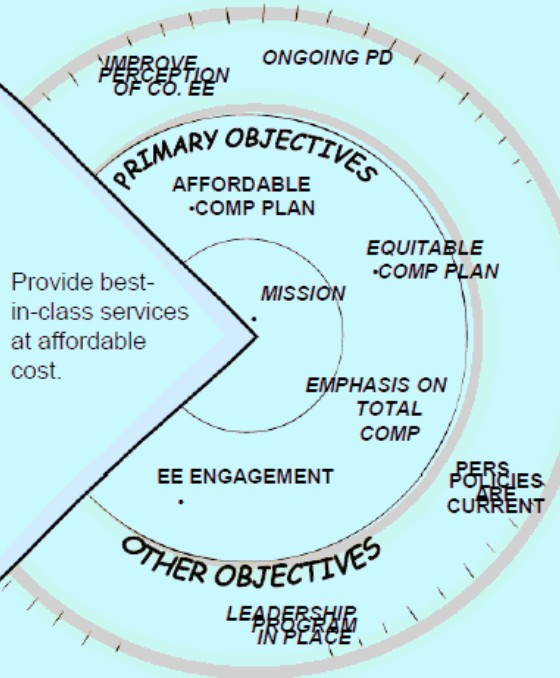 IMPROVE
PERCEPTION
OF CO. EE
ONGOING PD
PRIMARY OBJECTIVES
AFFORDABLE
•COMP PLAN
EQUITABLE
•COMP PLAN
MISSION
Provide best-
in-class services
at affordable
cost.
EMPHASIS ON
TOTAL
COMP
EE ENGAGEMENT
•
PERS
POLICIES
ARE
CURRENT
OTHER OBJECTIVES
LEADERSHIP
PROGRAM
IN PLACE